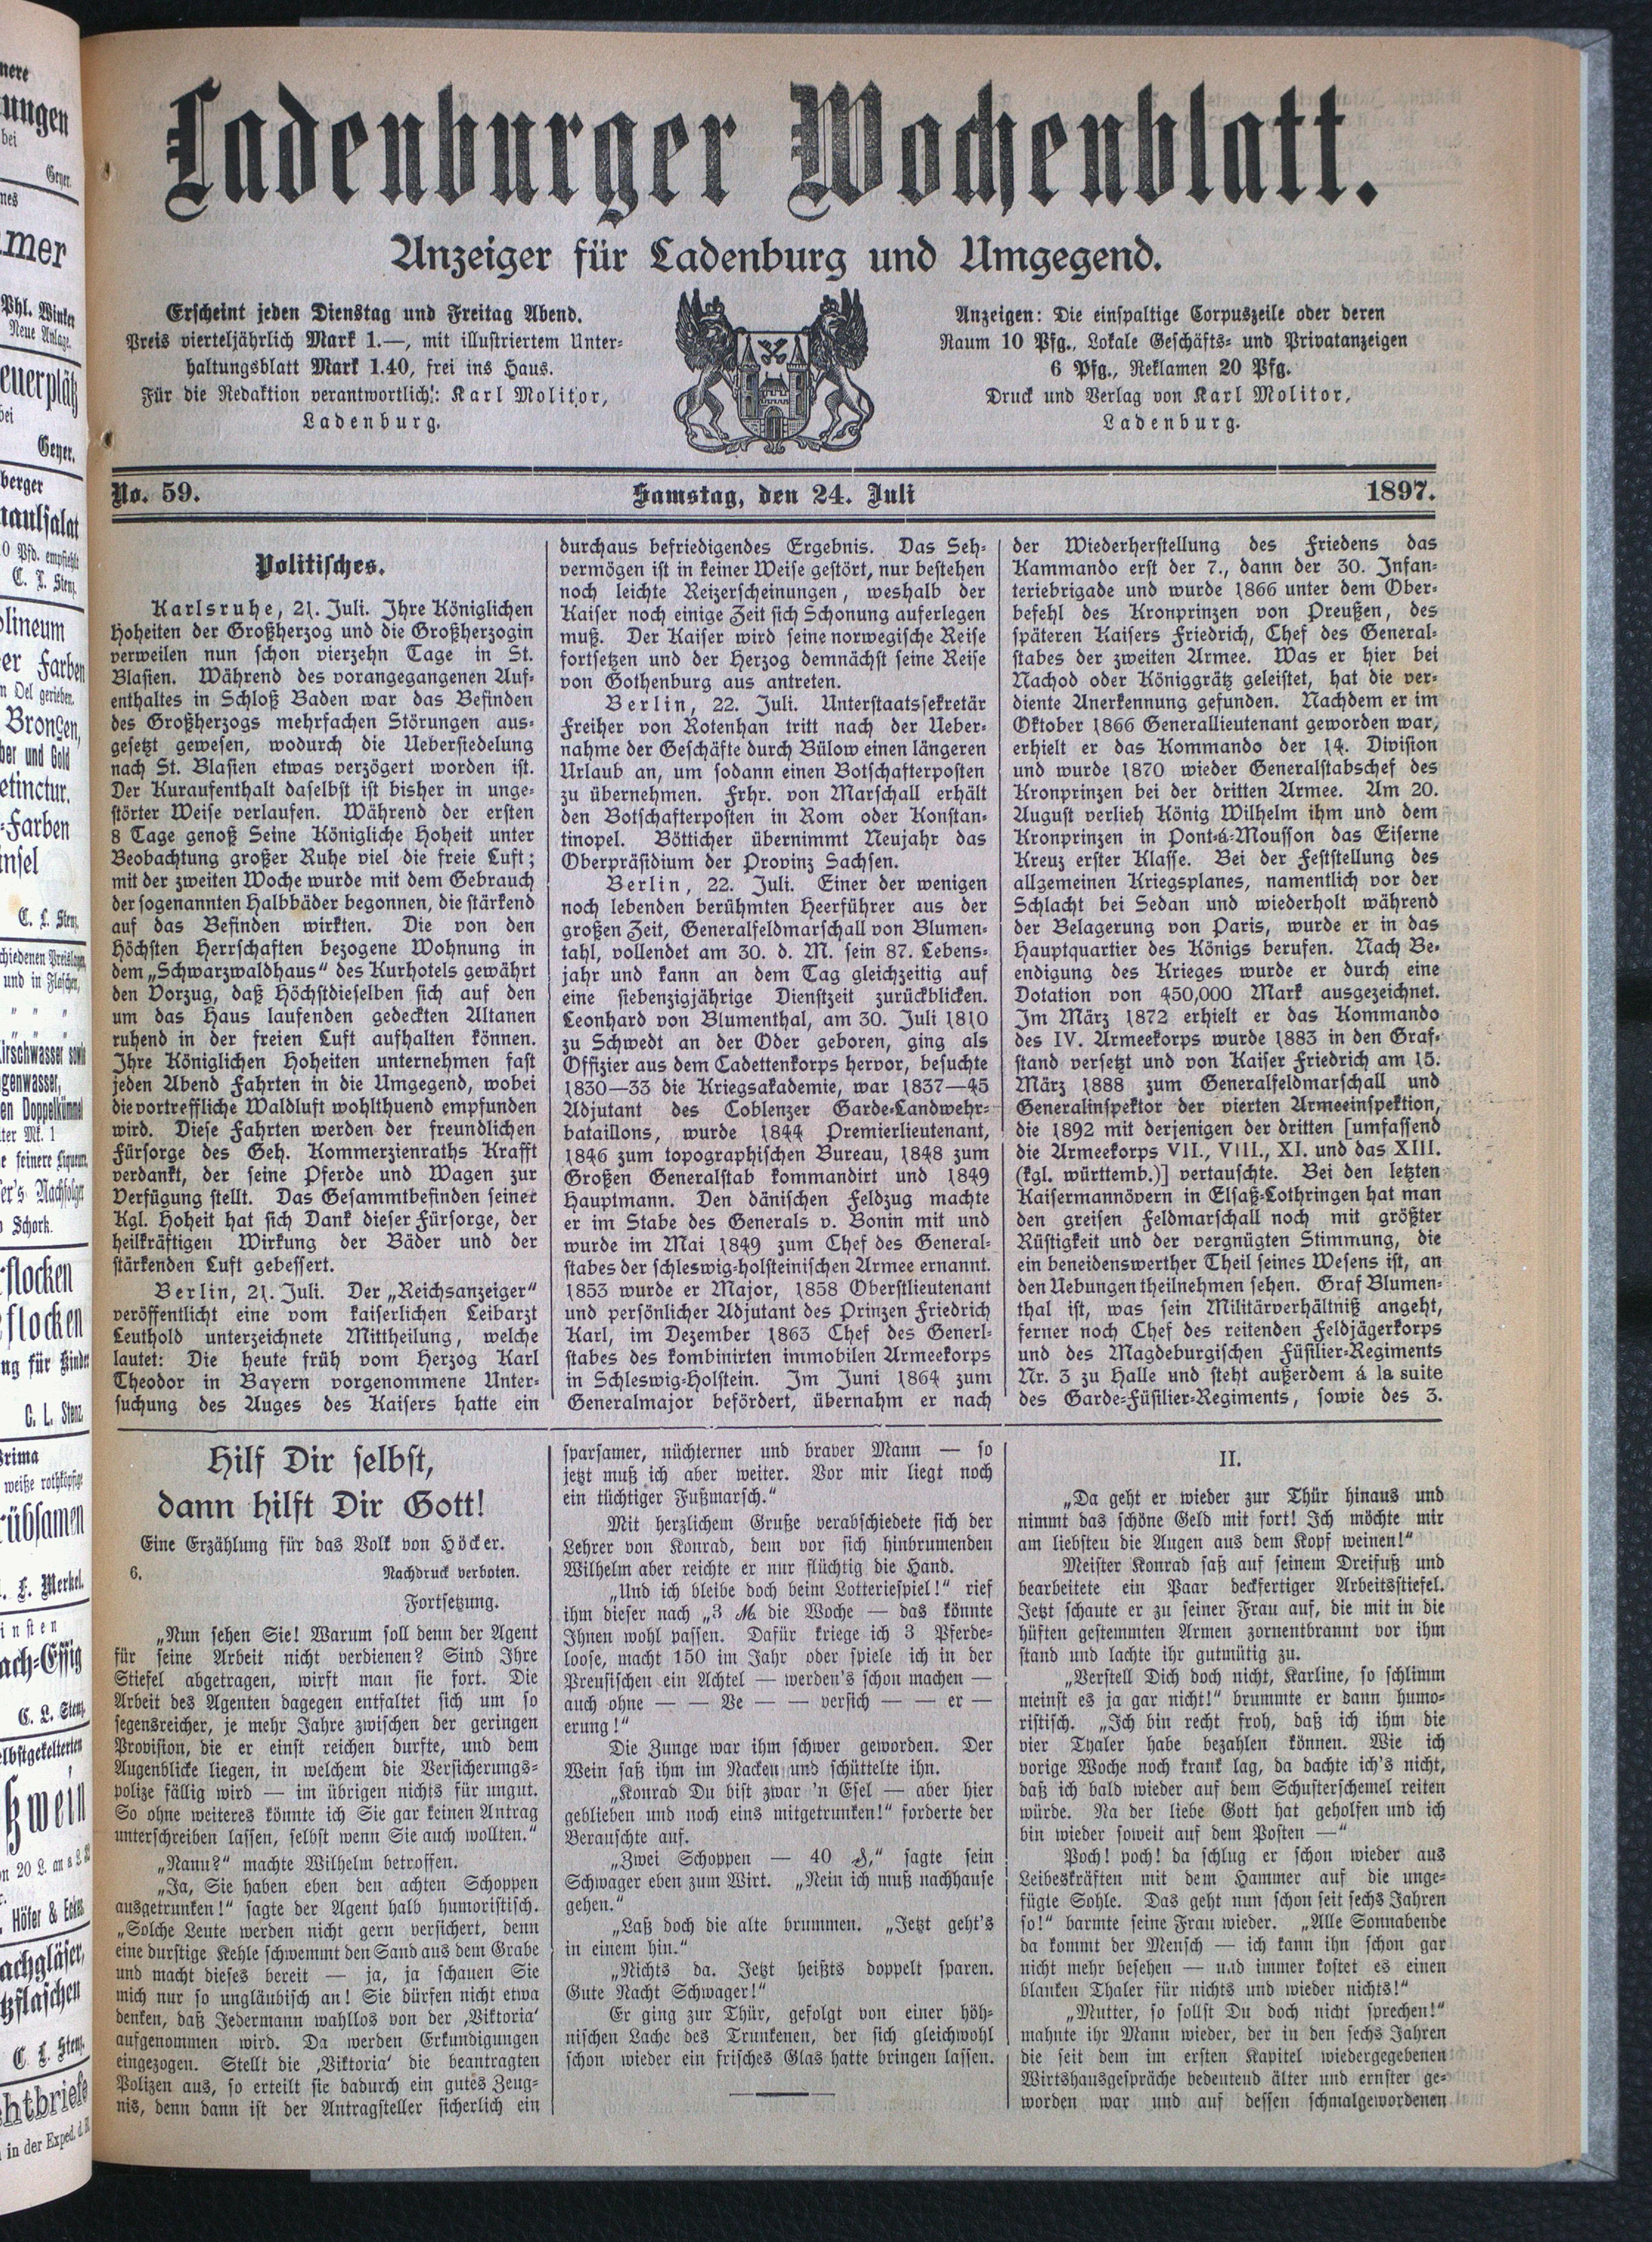 Ladenburger Wochenblatt.
Anzeiger für Ladenburg und Umgegend.
Erscheint jeden Dienstag und Freitag Abend.
Preis vierteljährlich Mark 1.—, mit illustriertem Unter-
haltungsblatt Mark 1.40, frei ins Haus.
Für die Redaktion verantwortlich: Karl Molitor,
Ladenburg.
Anzeigen: Die einspaltige Corpuszeile oder deren
Raum 10 Pfg., Lokale Geschäfts- und Privatanzeigen
6 Pfg., Reklamen 20 Pfg.
Druck und Verlag von Karl Molitor,
Ladenburg.
No. 59.
Samstag, den 24. Juli
1897.
Politisches.
Karlsruhe, 21. Juli. Ihre Königlichen
Hoheiten der Großherzog und die Großherzogin
verweilen nun schon vierzehn Tage in St.
Blasien. Während des vorangegangenen Auf-
enthaltes in Schloß Baden war das Befinden
des Großherzogs mehrfachen Störungen aus-
gesetzt gewesen, wodurch die Uebersiedelung
nach St. Blasien etwas verzögert worden ist.
Der Kuraufenthalt daselbst ist bisher in unge-
störter Weise verlaufen. Während der ersten
8 Tage genoß Seine Königliche Hoheit unter
Beobachtung großer Ruhe viel die freie Luft;
mit der zweiten Woche wurde mit dem Gebrauch
der sogenannten Halbbäder begonnen, die stärkend
auf das Befinden wirkten. Die von den
Höchsten Herrschaften bezogene Wohnung in
dem „Schwarzwaldhaus“ des Kurhotels gewährt
den Vorzug, daß Höchstdieselben sich auf den
um das Haus laufenden gedeckten Altanen
ruhend in der freien Luft aufhalten können.
Ihre Königlichen Hoheiten unternehmen fast
jeden Abend Fahrten in die Umgegend, wobei
die vortreffliche Waldluft wohlthuend empfunden
wird. Diese Fahrten werden der freundlichen
Fürsorge des Geh. Kommerzienraths Krafft
verdankt, der seine Pferde und Wagen zur
Verfügung stellt. Das Gesammtbefinden seiner
Kgl. Hoheit hat sich Dank dieser Fürsorge, der
heilkräftigen Wirkung der Bäder und der
stärkenden Luft gebessert.
Berlin, 21. Juli. Der „Reichsanzeiger“
veröffentlicht eine vom kaiserlichen Leibarzt
Leuthold unterzeichnete Mittheilung, welche
lautet: Die heute früh vom Herzog Karl
Theodor in Bayern vorgenommene Unter-
suchung des Auges des Kaisers hatte ein
durchaus befriedigendes Ergebnis. Das Seh-
vermögen ist in keiner Weise gestört, nur bestehen
noch leichte Reizerscheinungen, weshalb der
Kaiser noch einige Zeit sich Schonung auferlegen
muß. Der Kaiser wird seine norwegische Reise
fortsetzen und der Herzog demnächst seine Reise
von Gothenburg aus antreten.
Berlin, 22. Juli. Unterstaatssekretär
Freiher von Rotenhan tritt nach der Ueber-
nahme der Geschäfte durch Bülow einen längeren
Urlaub an, um sodann einen Botschafterposten
zu übernehmen. Frhr. von Marschall erhält
den Botschafterposten in Rom oder Konstan-
tinopel. Bötticher übernimmt Neujahr das
Oberpräsidium der Provinz Sachsen.
Berlin, 22. Juli. Einer der wenigen
noch lebenden berühmten Heerführer aus der
großen Zeit, Generalfeldmarschall von Blumen-
tahl, vollendet am 30. d. M. sein 87. Lebens-
jahr und kann an dem Tag gleichzeitig auf
eine siebenzigjährige Dienstzeit zurückblicken.
Leonhard von Blumenthal, am 30. Juli 1810
zu Schwedt an der Oder geboren, ging als
Offizier aus dem Cadettenkorps hervor, besuchte
1830—33 die Kriegsakademie, war 1837—45
Adjutant des Coblenzer Garde-Landwehr-
bataillons, wurde 1844 Premierlieutenant,
1846 zum topographischen Bureau, 1848 zum
Großen Generalstab kommandirt und 1849
Hauptmann. Den dänischen Feldzug machte
er im Stabe des Generals v. Bonin mit und
wurde im Mai 1849 zum Chef des General-
stabes der schleswig-holsteinischen Armee ernannt.
1853 wurde er Major, 1858 Oberstlieutenant
und persönlicher Adjutant des Prinzen Friedrich
Karl, im Dezember 1863 Chef des Generl-
stabes des kombinirten immobilen Armeekorps
in Schleswig-Holstein. Im Juni 1864 zum
Generalmajor befördert, übernahm er nach
der Wiederherstellung des Friedens das
Kammando erst der 7., dann der 30. Infan-
teriebrigade und wurde 1866 unter dem Ober-
befehl des Kronprinzen von Preußen, des
späteren Kaisers Friedrich, Chef des General-
stabes der zweiten Armee. Was er hier bei
Nachod oder Königgrätz geleistet, hat die ver-
diente Anerkennung gefunden. Nachdem er im
Oktober 1866 Generallieutenant geworden war,
erhielt er das Kommando der 14. Division
und wurde 1870 wieder Generalstabschef des
Kronprinzen bei der dritten Armee. Am 20.
August verlieh König Wilhelm ihm und dem
Kronprinzen in Pont-á-Mousson das Eiserne
Kreuz erster Klasse. Bei der Feststellung des
allgemeinen Kriegsplanes, namentlich vor der
Schlacht bei Sedan und wiederholt während
der Belagerung von Paris, wurde er in das
Hauptquartier des Königs berufen. Nach Be-
endigung des Krieges wurde er durch eine
Dotation von 450,000 Mark ausgezeichnet.
Im März 1872 erhielt er das Kommando
des IV. Armeekorps wurde 1883 in den Graf-
stand versetzt und von Kaiser Friedrich am 15.
März 1888 zum Generalfeldmarschall und
Generalinspektor der vierten Armeeinspektion,
die 1892 mit derjenigen der dritten [umfassend
die Armeekorps VII., VIII., XI. und das XIII.
(kgl. württemb.)] vertauschte. Bei den letzten
Kaisermannövern in Elsaß-Lothringen hat man
den greisen Feldmarschall noch mit größter
Rüstigkeit und der vergnügten Stimmung, die
ein beneidenswerther Theil seines Wesens ist, an
den Uebungen theilnehmen sehen. Graf Blumen-
thal ist, was sein Militärverhältniß angeht,
ferner noch Chef des reitenden Feldjägerkorps
und des Magdeburgischen Füsilier-Regiments
Nr. 3 zu Halle und steht außerdem á la suite
des Garde-Füsilier-Regiments, sowie des 3.
Hilf Dir selbst,
dann hilft Dir Gott!
Eine Erzählung für das Volk von Höcker.
6.
Nachdruck verboten.
Fortsetzung.
„Nun sehen Sie! Warum soll denn der Agent
für seine Arbeit nicht verdienen? Sind Ihre
Stiefel abgetragen, wirft man sie fort. Die
Arbeit des Agenten dagegen entfaltet sich um so
segensreicher, je mehr Jahre zwischen der geringen
Provision, die er einst reichen durfte, und dem
Augenblicke liegen, in welchem die Versicherungs-
polize fällig wird — im übrigen nichts für ungut.
So ohne weiteres könnte ich Sie gar keinen Antrag
unterschreiben lassen, selbst wenn Sie auch wollten.“
„Nanu?“ machte Wilhelm betroffen.
„Ja, Sie haben eben den achten Schoppen
ausgetrunken!“ sagte der Agent halb humoristisch.
„Solche Leute werden nicht gern versichert, denn
eine durstige Kehle schwemmt den Sand aus dem Grabe
und macht dieses bereit — ja, ja schauen Sie
mich nur so ungläubisch an! Sie dürfen nicht etwa
denken, daß Jedermann wahllos von der ‚Viktoria‘
aufgenommen wird. Da werden Erkundigungen
eingezogen. Stellt die ‚Viktoria‘ die beantragten
Polizen aus, so erteilt sie dadurch ein gutes Zeug-
nis, denn dann ist der Antragsteller sicherlich ein
sparsamer, nüchterner und braver Mann — so
jetzt muß ich aber weiter. Vor mir liegt noch
ein tüchtiger Fußmarsch.“
Mit herzlichem Gruße verabschiedete sich der
Lehrer von Konrad, dem vor sich hinbrumenden
Wilhelm aber reichte er nur flüchtig die Hand.
„Und ich bleibe doch beim Lotteriespiel!“ rief
ihm dieser nach „3 ℳ die Woche — das könnte
Ihnen wohl passen. Dafür kriege ich 3 Pferde-
loose, macht 150 im Jahr oder spiele ich in der
Preusischen ein Achtel — werden's schon machen —
auch ohne — — Ve — — versich — — er —
erung!“
Die Zunge war ihm schwer geworden. Der
Wein saß ihm im Nacken und schüttelte ihn.
„Konrad Du bist zwar 'n Esel — aber hier
geblieben und noch eins mitgetrunken!“ forderte der
Berauschte auf.
„Zwei Schoppen — 40 ₰,“ sagte sein
Schwager eben zum Wirt. „Nein ich muß nachhause
gehen.“
„Laß doch die alte brummen. „Jetzt geht's
in einem hin.“
„Nichts da. Jetzt heißts doppelt sparen.
Gute Nacht Schwager!“
Er ging zur Thür, gefolgt von einer höh-
nischen Lache des Trunkenen, der sich gleichwohl
schon wieder ein frisches Glas hatte bringen lassen.
II.
„Da geht er wieder zur Thür hinaus und
nimmt das schöne Geld mit fort! Ich möchte mir
am liebsten die Augen aus dem Kopf weinen!“
Meister Konrad saß auf seinem Dreifuß und
bearbeitete ein Paar deckfertiger Arbeitsstiefel.
Jetzt schaute er zu seiner Frau auf, die mit in die
Hüften gestemmten Armen zornentbrannt vor ihm
stand und lachte ihr gutmütig zu.
„Verstell Dich doch nicht, Karline, so schlimm
meinst es ja gar nicht!“ brummte er dann humo-
ristisch. „Ich bin recht froh, daß ich ihm die
vier Thaler habe bezahlen können. Wie ich
vorige Woche noch krank lag, da dachte ich's nicht,
daß ich bald wieder auf dem Schusterschemel reiten
würde. Na der liebe Gott hat geholfen und ich
bin wieder soweit auf dem Posten —“
Poch! poch! da schlug er schon wieder aus
Leibeskräften mit dem Hammer auf die unge-
fügte Sohle. Das geht nun schon seit sechs Jahren
so!“ barmte seine Frau wieder. „Alle Sonnabende
da kommt der Mensch — ich kann ihn schon gar
nicht mehr besehen — und immer kostet es einen
blanken Thaler für nichts und wieder nichts!“
„Mutter, so sollst Du doch nicht sprechen!“
mahnte ihr Mann wieder, der in den sechs Jahren
die seit dem im ersten Kapitel wiedergegebenen
Wirtshausgespräche bedeutend älter und ernster ge-
worden war und auf dessen schmalgewordenen